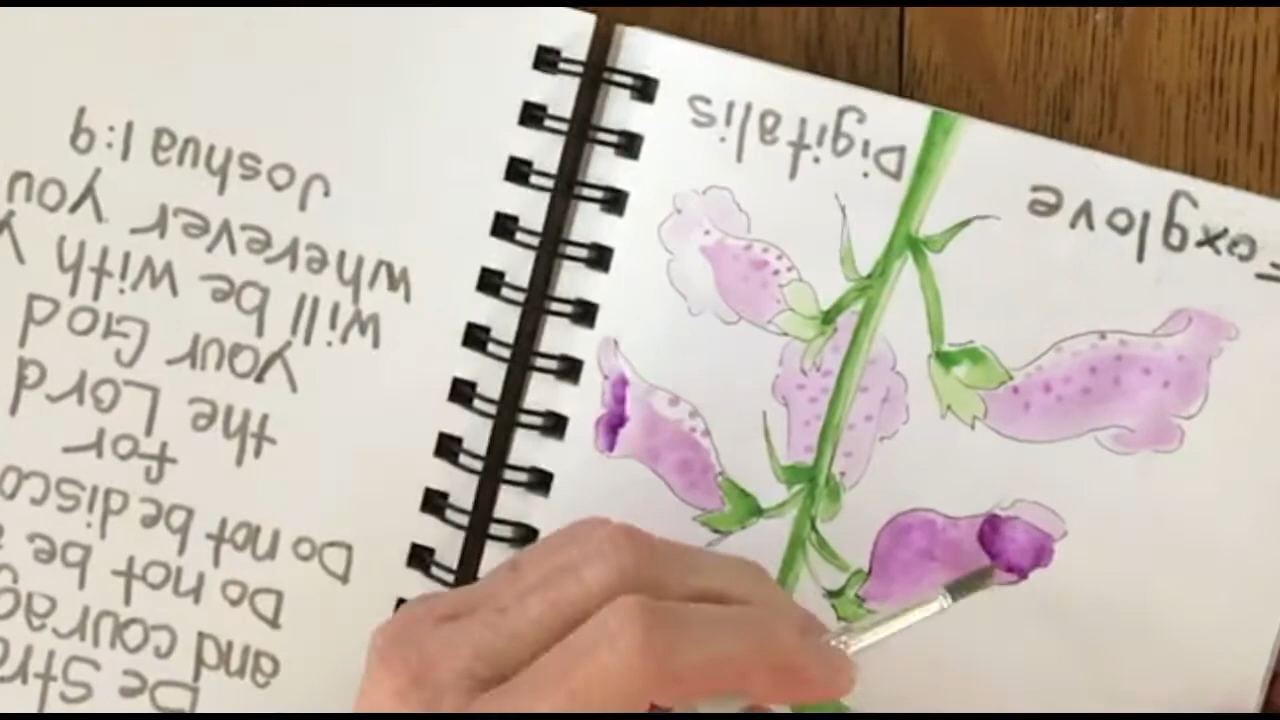 Foxglove
Digitalis
Be Stro
and courag
Do not be a
Do not be disco
for
the Lord
your God
will be with y
wherever you
Joshua 1:9